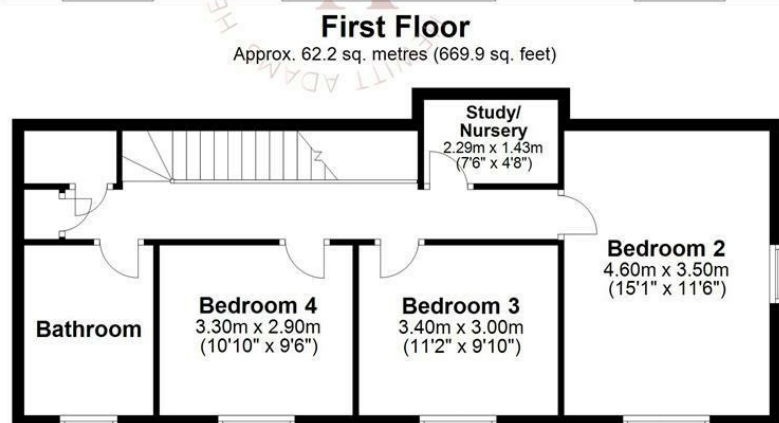 First Floor
Approx. 62.2 sq. metres (669.9 sq. feet)
HEWITT ADAMS
Study/
Nursery
2.29m x 1.43m
(7'6" x 4'8")
Bedroom 2
4.60m x 3.50m
(15'1" x 11'6")
Bathroom
Bedroom 4
3.30m x 2.90m
(10'10" x 9'6")
Bedroom 3
3.40m x 3.00m
(11'2" x 9'10")